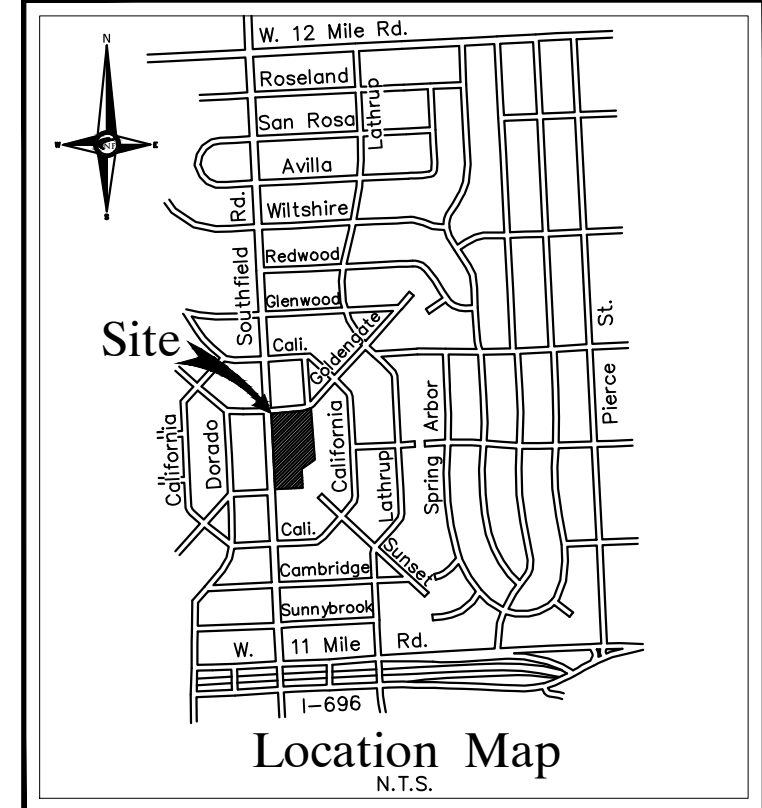 N
W. 12 Mile Rd.
Roseland
Lathrup
San Rosa
W
E
Avilla
S
Southfield Rd.
Wiltshire
Redwood
Glenwood
St.
Site
Cali.
Goldengate
Pierce
California
Dorado
California
Spring Arbor
Lathrup
Cali.
Sunset
Cambridge
Sunnybrook
W. 11 Mile Rd.
I-696
Location Map
N.T.S.